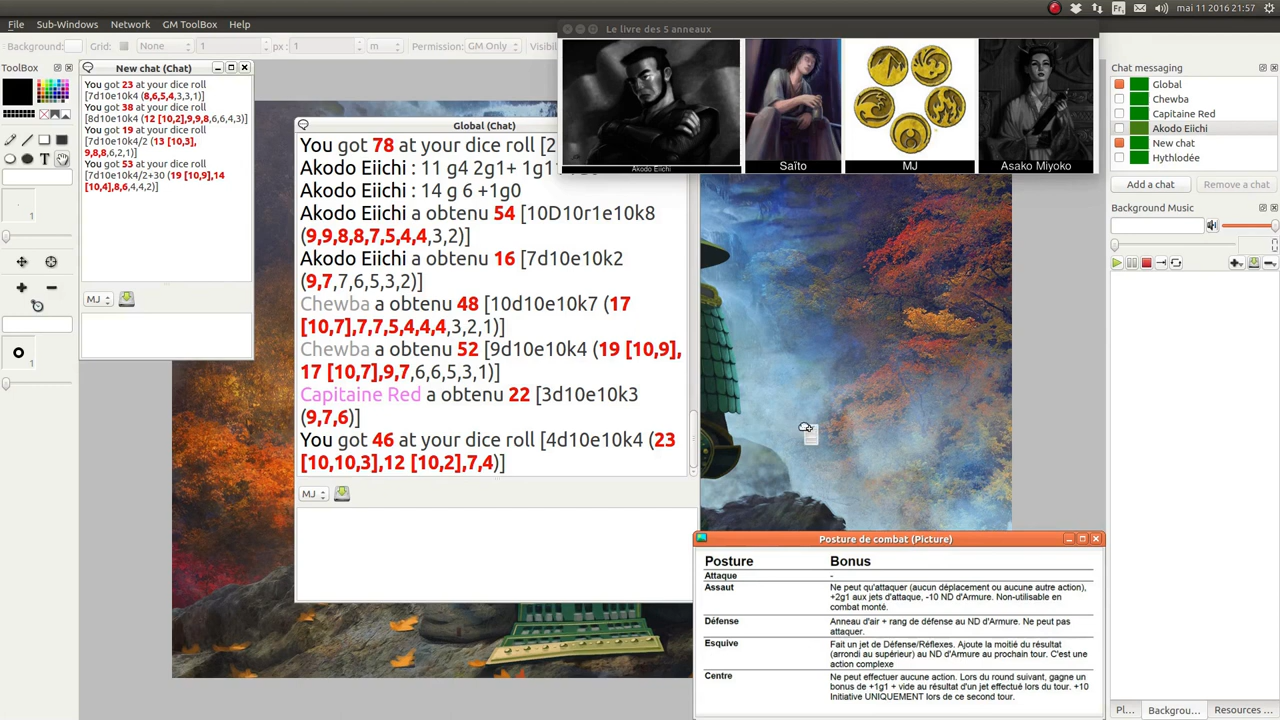 mai 11 2016 21:57
Fr
File Sub-Windows Network GM ToolBox Help
Background: Grid: None 1 px : 1 m Permission: GM Only
ToolBox
1
1
New chat (Chat)
You got 23 at your dice roll
[7d10e10k4 (8,6,5,4,3,3,1)]
You got 38 at your dice roll
[8d10e10k4 (12 [10,2],9,9,8,6,6,4,3)]
You got 19 at your dice roll
[7d10e10k4/2 (13 [10,3],
9,8,8,6,2,1)]
You got 53 at your dice roll
[7d10e10k4/2+30 (19 [10,9],14
[10,4],8,6,4,4,2)]
MJ
Global (Chat)
You got 78 at your dice roll [2
Akodo Eiichi : 11 g4 2g1+ 1g1
Akodo Eiichi : 14 g 6 +1g0
Akodo Eiichi a obtenu 54 [10D10r1e10k8
(9,9,8,8,7,5,4,4,3,2)]
Akodo Eiichi a obtenu 16 [7d10e10k2
(9,7,7,6,5,3,2)]
Chewba a obtenu 48 [10d10e10k7 (17
[10,7],7,7,5,4,4,4,3,2,1)]
Chewba a obtenu 52 [9d10e10k4 (19 [10,9],
17 [10,7],9,7,6,6,5,3,1)]
Capitaine Red a obtenu 22 [3d10e10k3
(9,7,6)]
You got 46 at your dice roll [4d10e10k4 (23
[10,10,3],12 [10,2],7,4)]
MJ
Le livre des 5 anneaux
Akodo Eiichi
Saîto
MJ
Asako Miyoko
Posture de combat (Picture)
Posture Bonus
Attaque -
Assaut Ne peut qu'attaquer (aucun déplacement ou aucune autre action),
+2g1 aux jets d'attaque, -10 ND d'Armure. Non-utilisable en
combat monté.
Défense Anneau d'air + rang de défense au ND d'Armure. Ne peut pas
attaquer.
Esquive Fait un jet de Défense/Réflexes. Ajoute la moitié du résultat
(arrondi au supérieur) au ND d'Armure au prochain tour. C'est une
action complexe
Centre Ne peut effectuer aucune action. Lors du round suivant, gagne un
bonus de +1g1 + vide au résultat d'un jet effectué lors du tour. +10
Initiative UNIQUEMENT lors de ce second tour.
Chat messaging
Global
Chewba
Capitaine Red
Akodo Eiichi
New chat
Hythlodée
Add a chat Remove a chat
Background Music
Pl... Backgrou... Resources ...